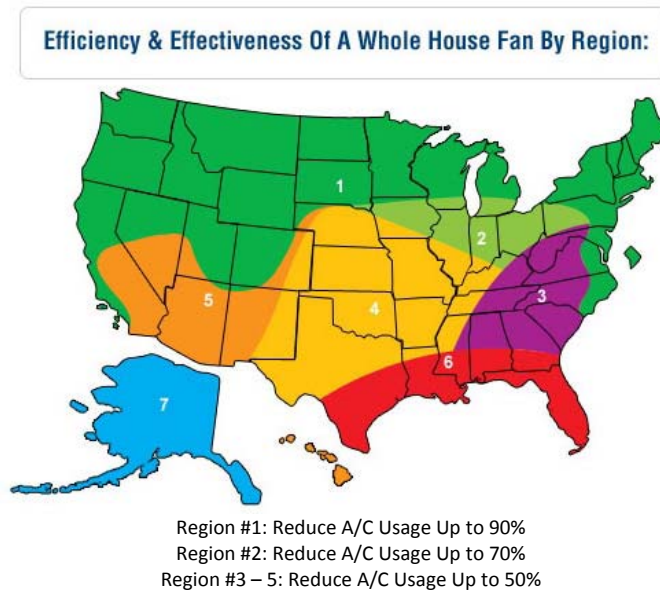 Efficiency & Effectiveness Of A Whole House Fan By Region:
1
2
3
5
4
6
7
Region #1: Reduce A/C Usage Up to 90%
Region #2: Reduce A/C Usage Up to 70%
Region #3 – 5: Reduce A/C Usage Up to 50%